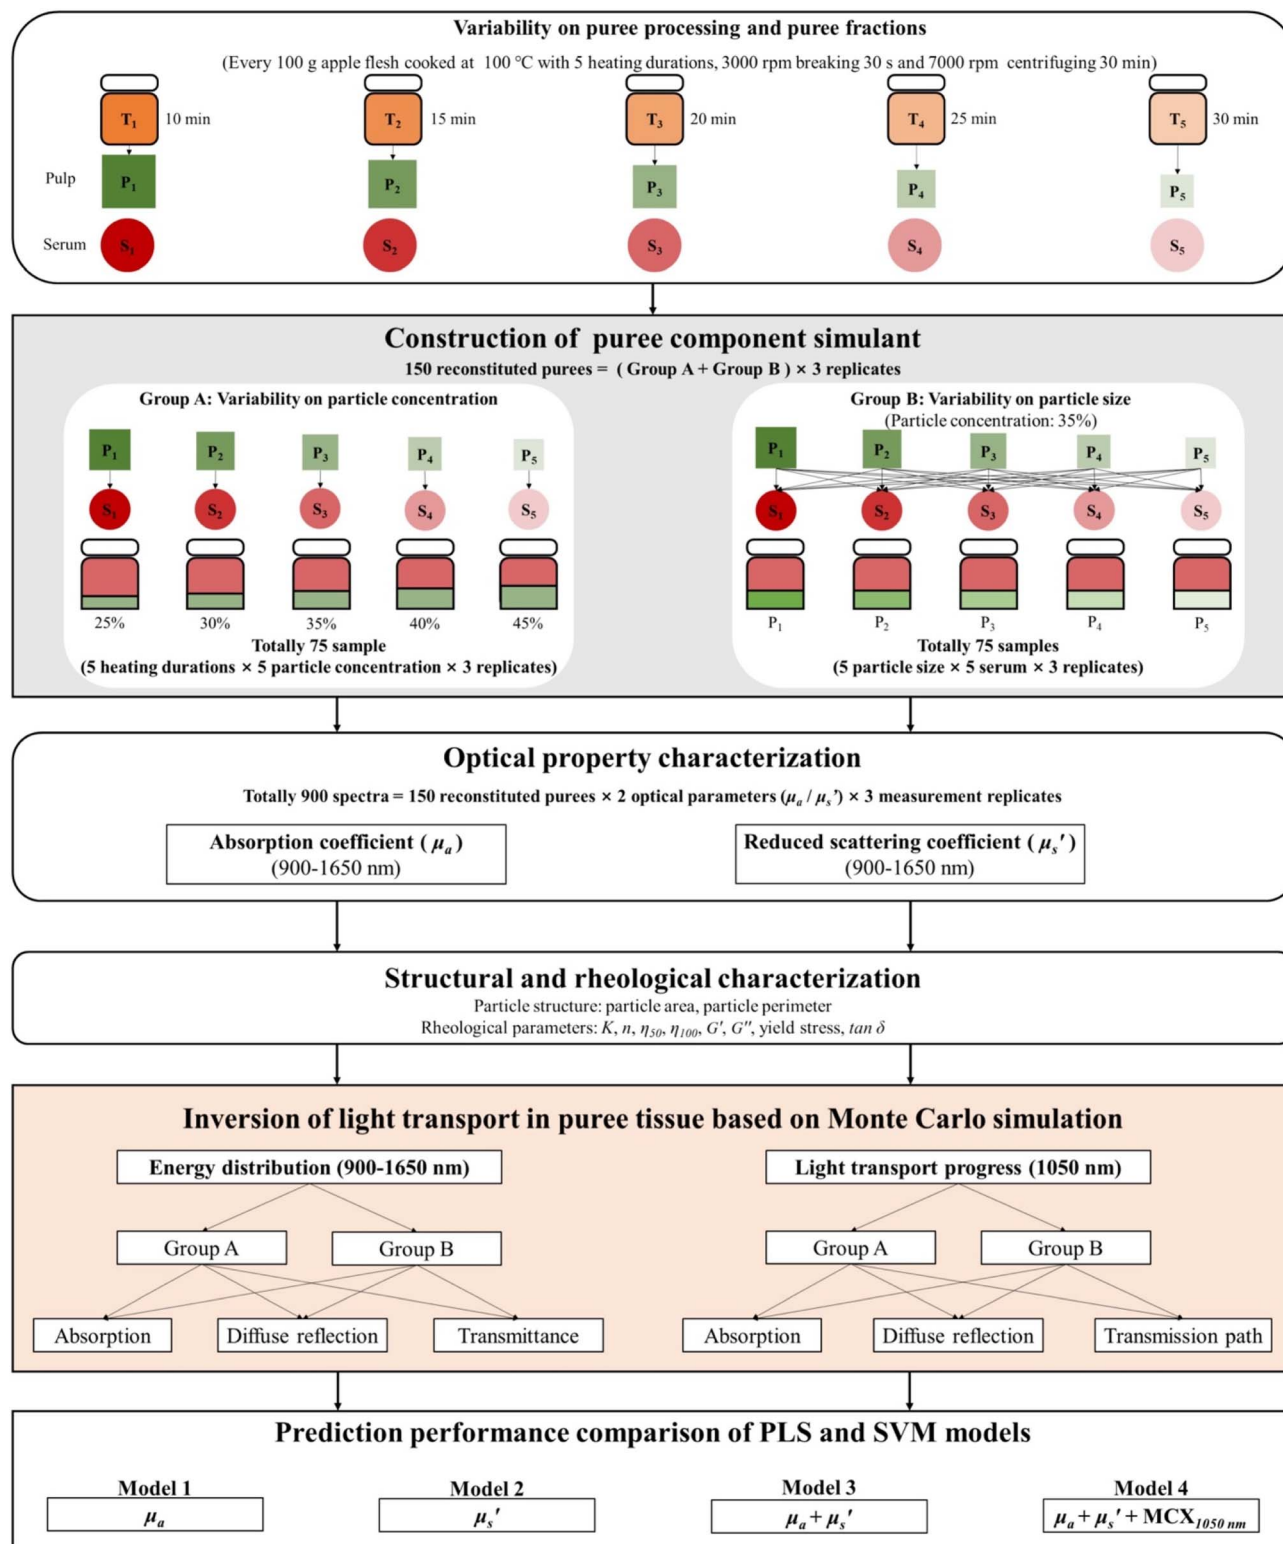 Variability on puree processing and puree fractions
(Every 100 g apple flesh cooked at 100 °C with 5 heating durations, 3000 rpm breaking 30 s and 7000 rpm centrifuging 30 min)
T₁ 10 min T₂ 15 min T₃ 20 min T₄ 25 min T₅ 30 min
Pulp P₁ P₂ P₃ P₄ P₅
Serum S₁ S₂ S₃ S₄ S₅
Construction of puree component simulant
150 reconstituted purees = ( Group A + Group B ) × 3 replicates
Group A: Variability on particle concentration
P₁ P₂ P₃ P₄ P₅
S₁ S₂ S₃ S₄ S₅
25% 30% 35% 40% 45%
Totally 75 sample
(5 heating durations × 5 particle concentration × 3 replicates)
Group B: Variability on particle size
(Particle concentration: 35%)
P₁ P₂ P₃ P₄ P₅
S₁ S₂ S₃ S₄ S₅
P₁ P₂ P₃ P₄ P₅
Totally 75 samples
(5 particle size × 5 serum × 3 replicates)
Optical property characterization
Totally 900 spectra = 150 reconstituted purees × 2 optical parameters (μₐ / μₛ') × 3 measurement replicates
Absorption coefficient ( μₐ)
(900-1650 nm)
Reduced scattering coefficient ( μₛ′)
(900-1650 nm)
Structural and rheological characterization
Particle structure: particle area, particle perimeter
Rheological parameters: K, n, η₅₀, η₁₀₀, G′, G″, yield stress, tan δ
Inversion of light transport in puree tissue based on Monte Carlo simulation
Energy distribution (900-1650 nm)
Group A Group B
Absorption Diffuse reflection Transmittance
Light transport progress (1050 nm)
Group A Group B
Absorption Diffuse reflection Transmission path
Prediction performance comparison of PLS and SVM models
Model 1 Model 2 Model 3 Model 4
μₐ μₛ′ μₐ + μₛ′ μₐ + μₛ′ + MCX₁₀₅₀ ₙₘ